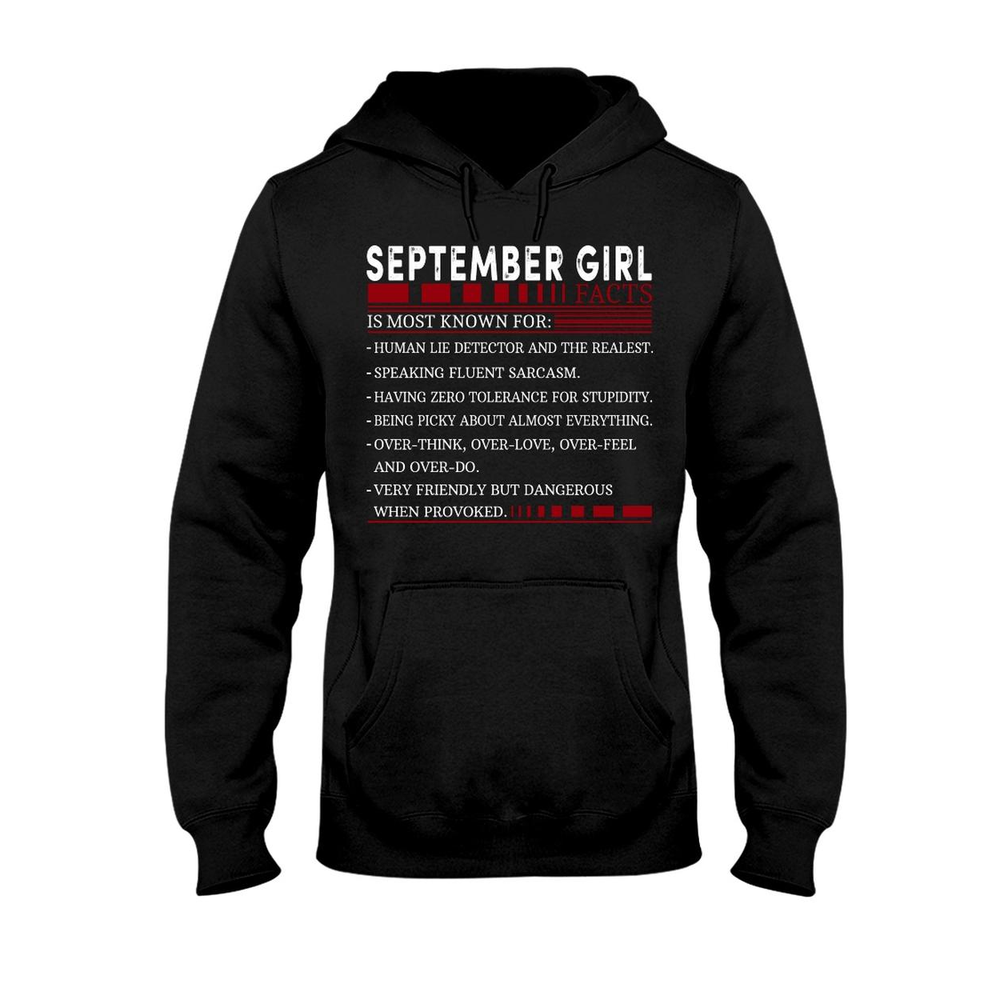 SEPTEMBER GIRL
FACTS
IS MOST KNOWN FOR:
-HUMAN LIE DETECTOR AND THE REALEST.
-SPEAKING FLUENT SARCASM.
-HAVING ZERO TOLERANCE FOR STUPIDITY.
-BEING PICKY ABOUT ALMOST EVERYTHING.
-OVER-THINK, OVER-LOVE, OVER-FEEL
AND OVER-DO.
-VERY FRIENDLY BUT DANGEROUS
WHEN PROVOKED.